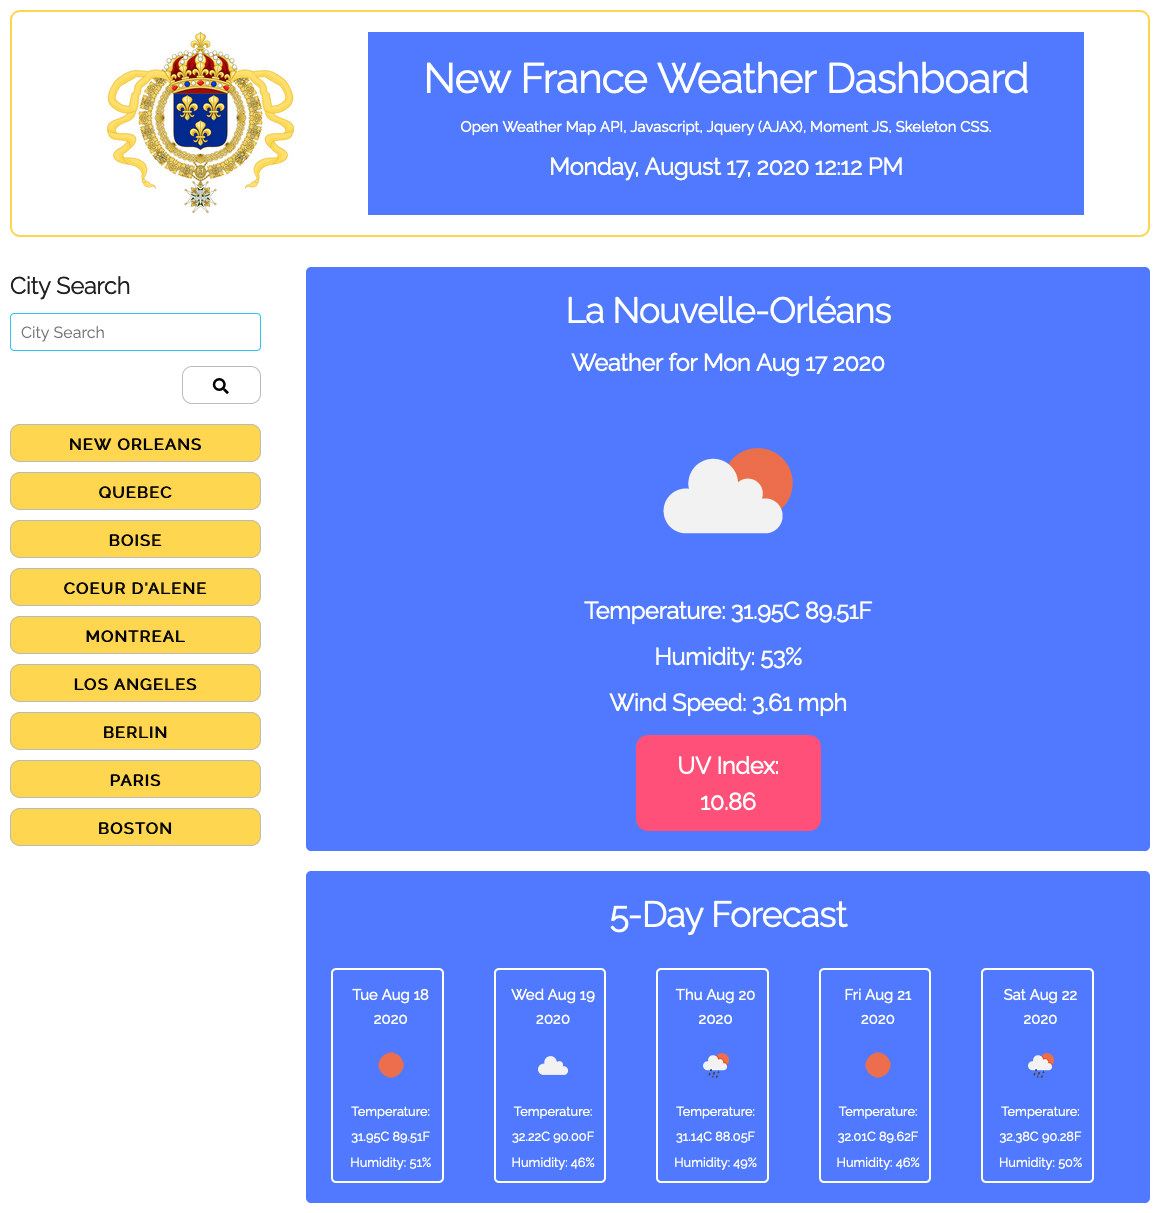 New France Weather Dashboard
Open Weather Map API, Javascript, Jquery (AJAX), Moment JS, Skeleton CSS.
Monday, August 17, 2020 12:12 PM
City Search
City Search
NEW ORLEANS
QUEBEC
BOISE
COEUR D'ALENE
MONTREAL
LOS ANGELES
BERLIN
PARIS
BOSTON
La Nouvelle-Orléans
Weather for Mon Aug 17 2020
Temperature: 31.95C 89.51F
Humidity: 53%
Wind Speed: 3.61 mph
UV Index:
10.86
5-Day Forecast
Tue Aug 18
2020
Temperature:
31.95C 89.51F
Humidity: 51%
Wed Aug 19
2020
Temperature:
32.22C 90.00F
Humidity: 46%
Thu Aug 20
2020
Temperature:
31.14C 88.05F
Humidity: 49%
Fri Aug 21
2020
Temperature:
32.01C 89.62F
Humidity: 46%
Sat Aug 22
2020
Temperature:
32.38C 90.28F
Humidity: 50%